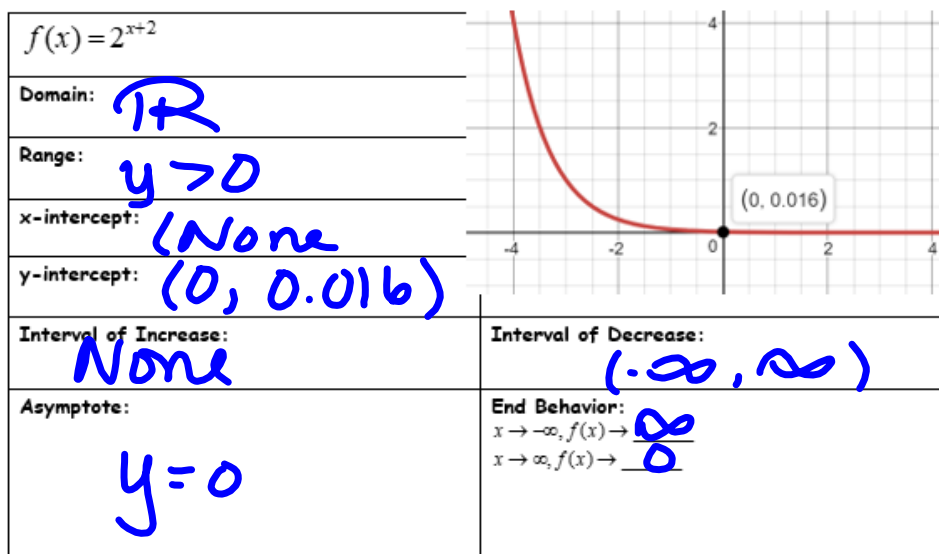 f(x) = 2^{x+2}
Domain: ℝ
Range: y > 0
x-intercept: (None
y-intercept: (0, 0.016)
4
2
(0, 0.016)
-4 -2 0 2 4
Interval of Increase:
None
Interval of Decrease:
(-∞, ∞)
Asymptote:
y = 0
End Behavior:
x → -∞, f(x) → ∞
x → ∞, f(x) → 0